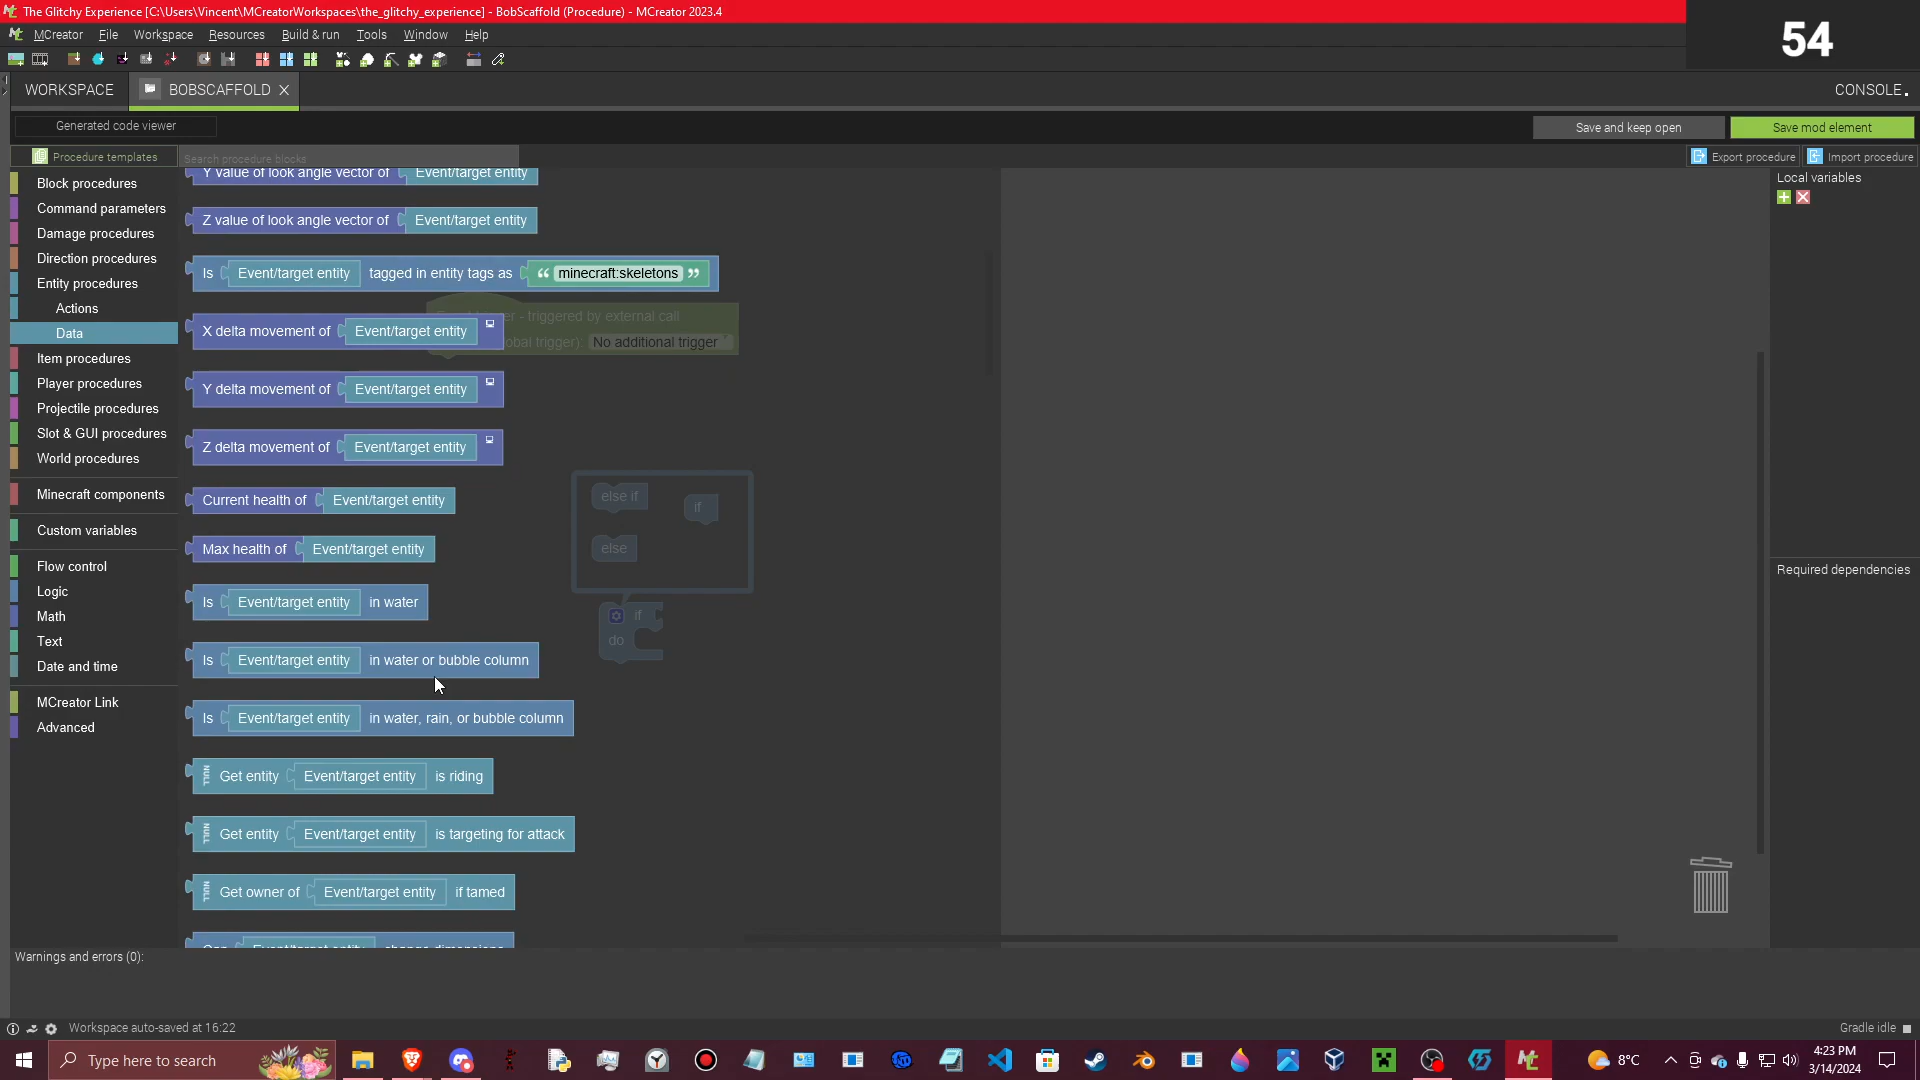 The Glitchy Experience [C:\Users\Vincent\MCreatorWorkspaces\the_glitchy_experience] - BobScaffold (Procedure) - MCreator 2023.4
54
MCreator File Workspace Resources Build & run Tools Window Help
WORKSPACE BOBSCAFFOLD CONSOLE
Generated code viewer Save and keep open Save mod element
Procedure templates Search procedure blocks Export procedure Import procedure
Block procedures
Command parameters
Damage procedures
Direction procedures
Entity procedures
Actions
Data
Item procedures
Player procedures
Projectile procedures
Slot & GUI procedures
World procedures
Minecraft components
Custom variables
Flow control
Logic
Math
Text
Date and time
MCreator Link
Advanced
Y value of look angle vector of Event/target entity
Z value of look angle vector of Event/target entity
Is Event/target entity tagged in entity tags as “ minecraft:skeletons ”
- triggered by external call
X delta movement of Event/target entity
trigger): No additional trigger
Y delta movement of Event/target entity
Z delta movement of Event/target entity
Current health of Event/target entity
Max health of Event/target entity
Is Event/target entity in water
Is Event/target entity in water or bubble column
Is Event/target entity in water, rain, or bubble column
NULL Get entity Event/target entity is riding
NULL Get entity Event/target entity is targeting for attack
NULL Get owner of Event/target entity if tamed
else if
if
else
if
do
Local variables
Required dependencies
Warnings and errors (0):
Workspace auto-saved at 16:22
Gradle idle
Type here to search
8°C
4:23 PM
3/14/2024